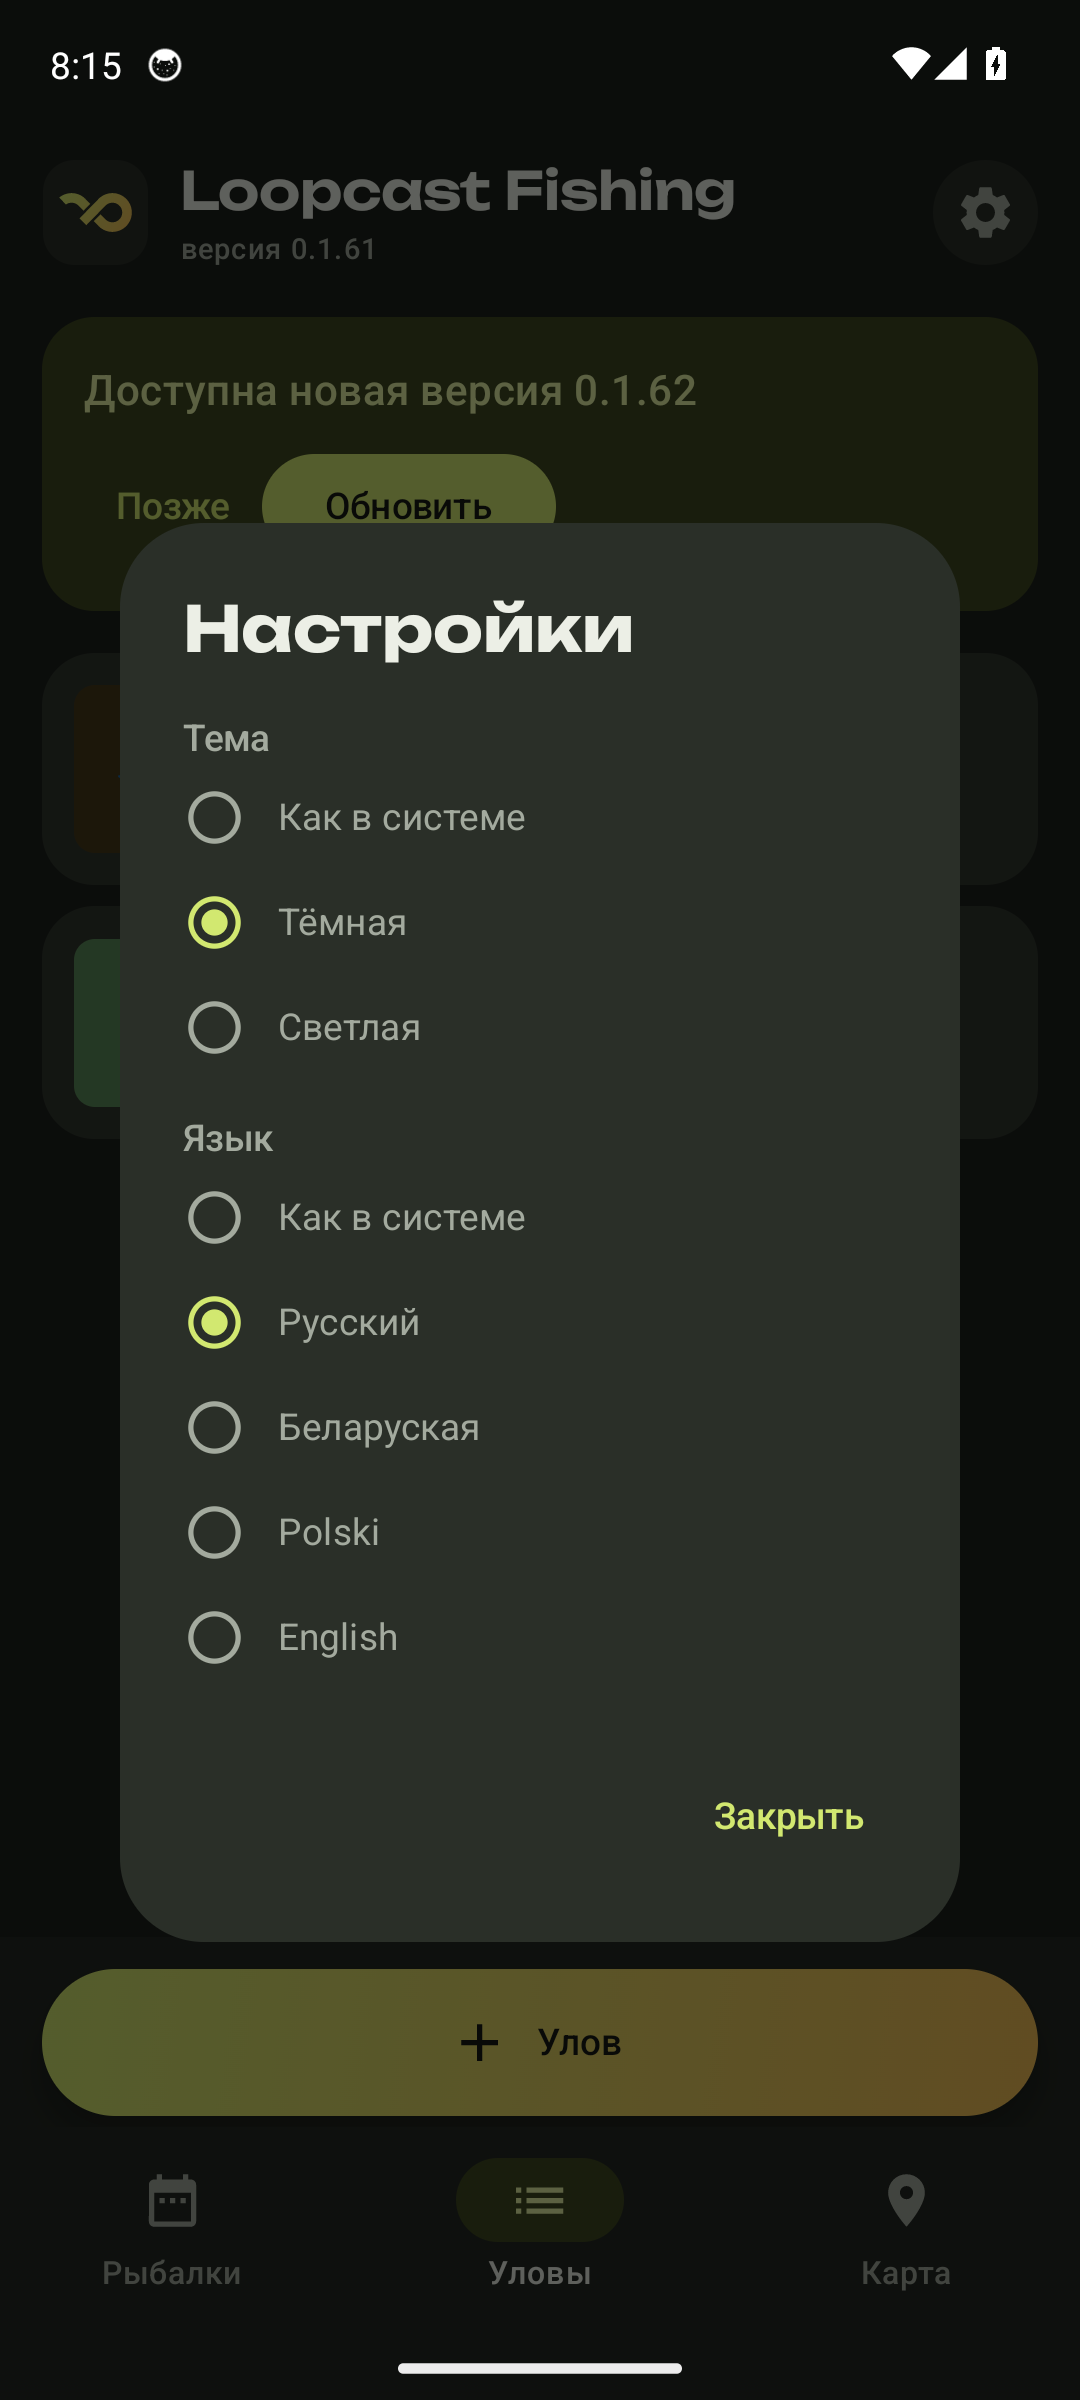 8:15
Loopcast Fishing
версия 0.1.61
Доступна новая версия 0.1.62
Позже
Обновить
Настройки
Тема
Как в системе
Тёмная
Светлая
Язык
Как в системе
Русский
Беларуская
Polski
English
Закрыть
Улов
Рыбалки
Уловы
Карта